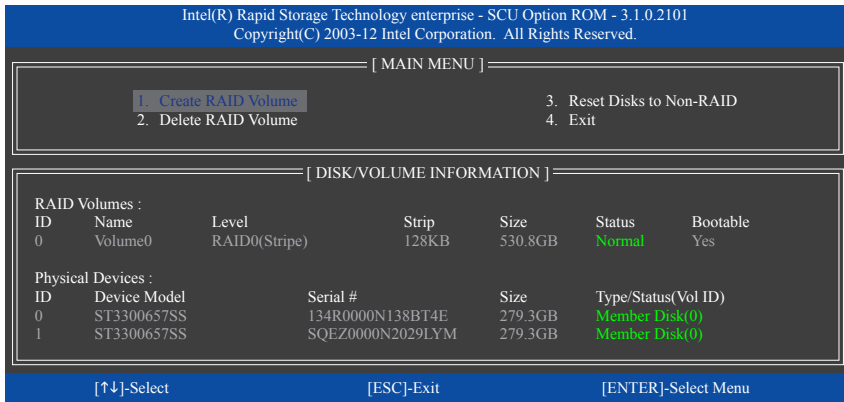 Intel(R) Rapid Storage Technology enterprise - SCU Option ROM - 3.1.0.2101
Copyright(C) 2003-12 Intel Corporation.  All Rights Reserved.
[ MAIN MENU ]
1. Create RAID Volume 3. Reset Disks to Non-RAID
2. Delete RAID Volume 4. Exit
[ DISK/VOLUME INFORMATION ]
RAID Volumes :
ID Name Level Strip Size Status Bootable
0 Volume0 RAID0(Stripe) 128KB 530.8GB Normal Yes
Physical Devices :
ID Device Model Serial # Size Type/Status(Vol ID)
0 ST3300657SS 134R0000N138BT4E 279.3GB Member Disk(0)
1 ST3300657SS SQEZ0000N2029LYM 279.3GB Member Disk(0)
[↑↓]-Select [ESC]-Exit [ENTER]-Select Menu